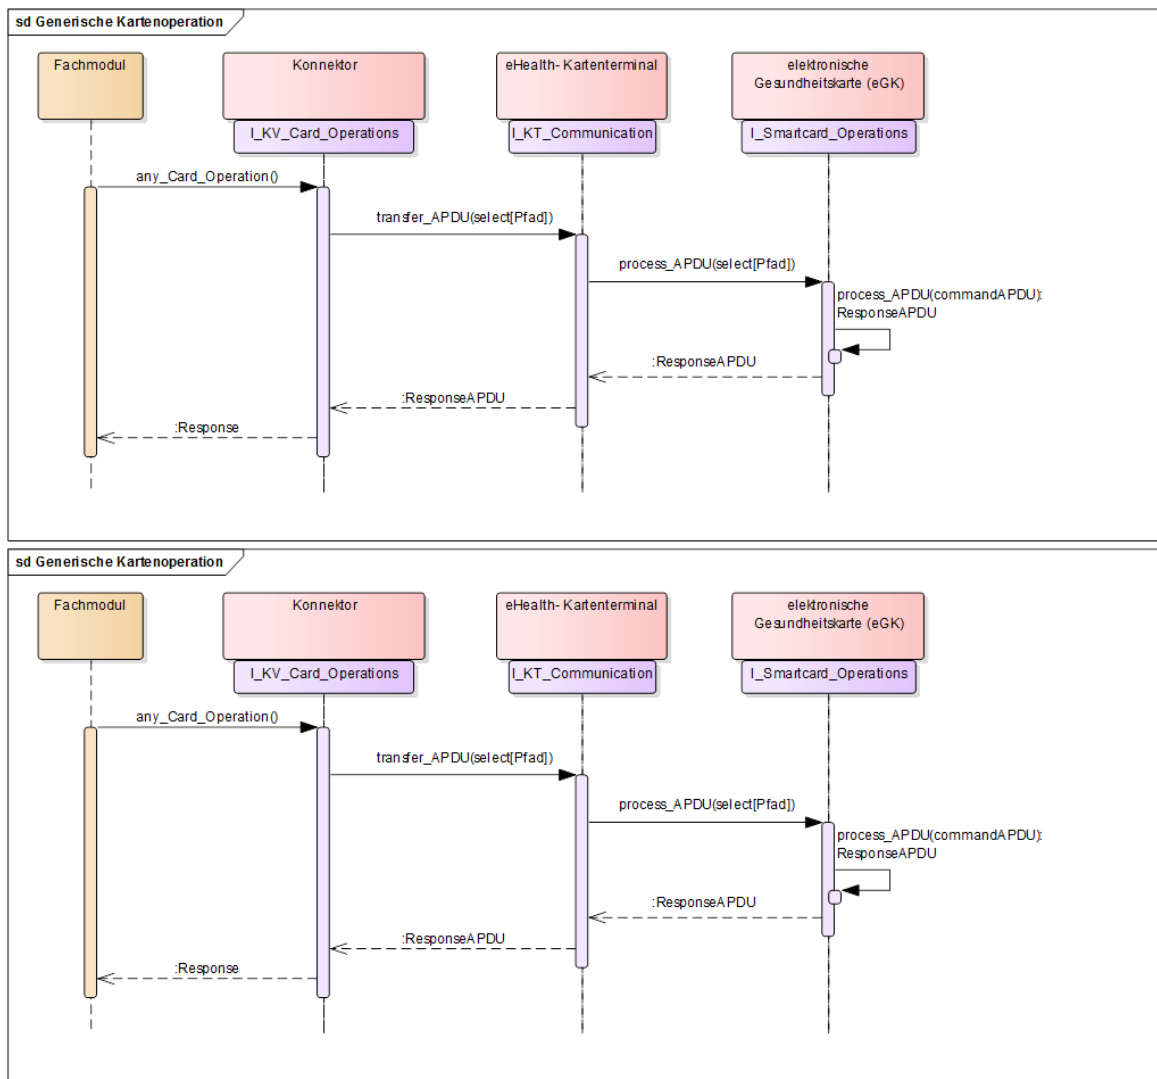 sd Generische Kartenoperation
Fachmodul
Konnektor
eHealth- Kartenterminal
elektronische
Gesundheitskarte (eGK)
I_KV_Card_Operations
I_KT_Communication
I_Smartcard_Operations
any_Card_Operation()
transfer_APDU(select[Pfad])
process_APDU(select[Pfad])
process_APDU(commandAPDU):
ResponseAPDU
:ResponseAPDU
:ResponseAPDU
:Response
sd Generische Kartenoperation
Fachmodul
Konnektor
eHealth- Kartenterminal
elektronische
Gesundheitskarte (eGK)
I_KV_Card_Operations
I_KT_Communication
I_Smartcard_Operations
any_Card_Operation()
transfer_APDU(select[Pfad])
process_APDU(select[Pfad])
process_APDU(commandAPDU):
ResponseAPDU
:ResponseAPDU
:ResponseAPDU
:Response